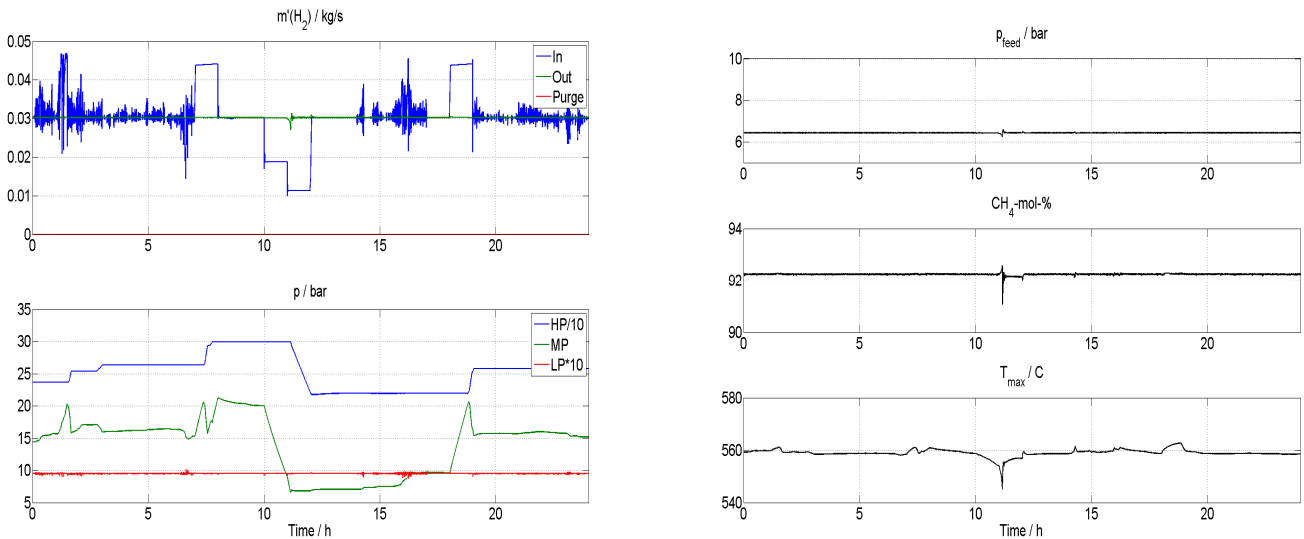 m'(H₂) / kg/s
0.05
0.04
0.03
0.02
0.01
0
0 5 10 15 20
In
Out
Purge
p / bar
35
30
25
20
15
10
5
0 5 10 15 20
HP/10
MP
LP*10
Time / h
p_feed / bar
10
8
6
0 5 10 15 20
CH₄-mol-%
94
92
90
0 5 10 15 20
T_max / C
580
560
540
0 5 10 15 20
Time / h